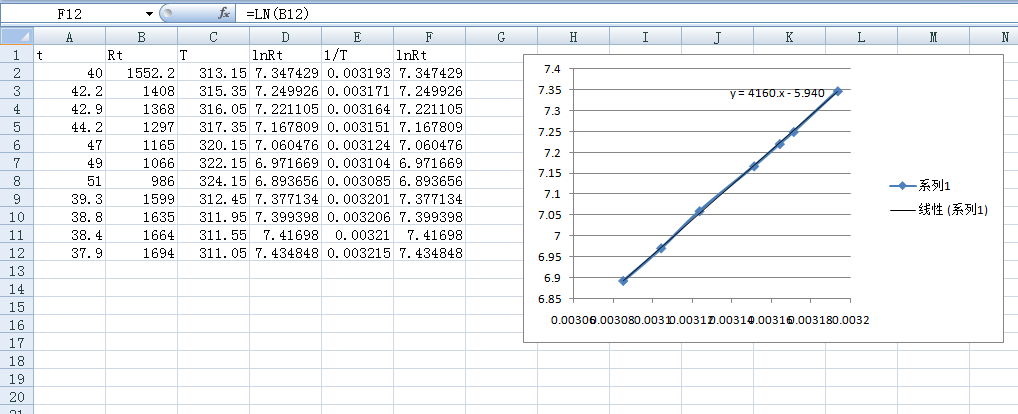 F12 fx =LN(B12)
A B C D E F G H I J K L M N
1 t Rt T lnRt 1/T lnRt
2 40 1552.2 313.15 7.347429 0.003193 7.347429
3 42.2 1408 315.35 7.249926 0.003171 7.249926
4 42.9 1368 316.05 7.221105 0.003164 7.221105
5 44.2 1297 317.35 7.167809 0.003151 7.167809
6 47 1165 320.15 7.060476 0.003124 7.060476
7 49 1066 322.15 6.971669 0.003104 6.971669
8 51 986 324.15 6.893656 0.003085 6.893656
9 39.3 1599 312.45 7.377134 0.003201 7.377134
10 38.8 1635 311.95 7.399398 0.003206 7.399398
11 38.4 1664 311.55 7.41698 0.00321 7.41698
12 37.9 1694 311.05 7.434848 0.003215 7.434848
13
14
15
16
17
18
19
20
21
7.4
7.35
7.3
7.25
7.2
7.15
7.1
7.05
7
6.95
6.9
6.85
y = 4160.x - 5.940
系列1
线性 (系列1)
0.00306 0.00308 0.0031 0.00312 0.00314 0.00316 0.00318 0.0032